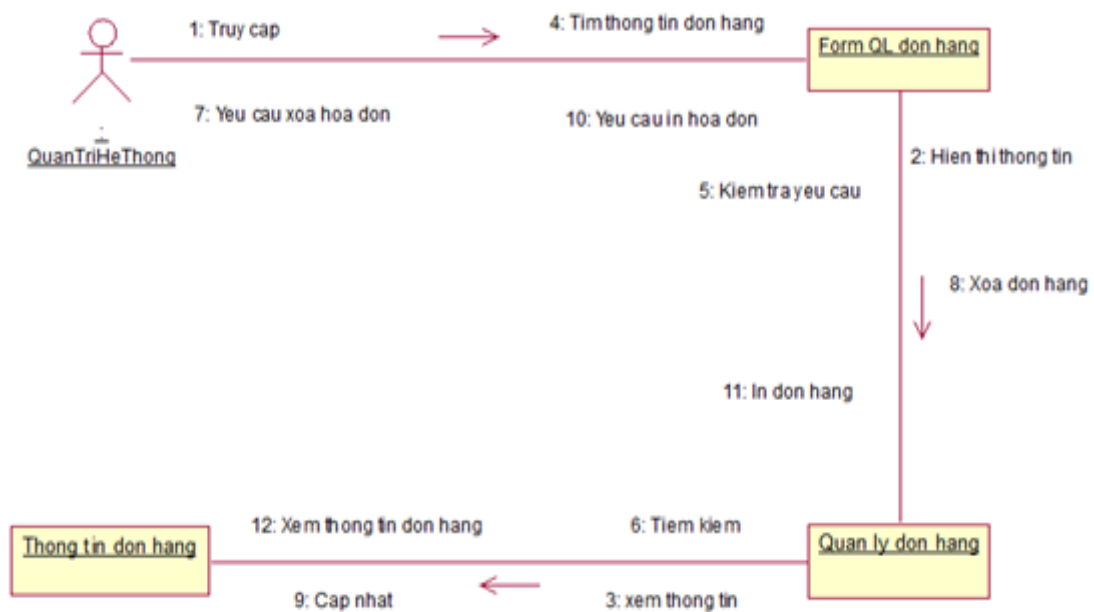 1: Truy cap
4: Tim thong tin don hang
Form QL don hang
7: Yeu cau xoa hoa don
10: Yeu cau in hoa don
:
QuanTriHeThong
2: Hien thi thong tin
5: Kiem tra yeu cau
8: Xoa don hang
11: In don hang
12: Xem thong tin don hang
6: Tiem kiem
Thong tin don hang
Quan ly don hang
9: Cap nhat
3: xem thong tin